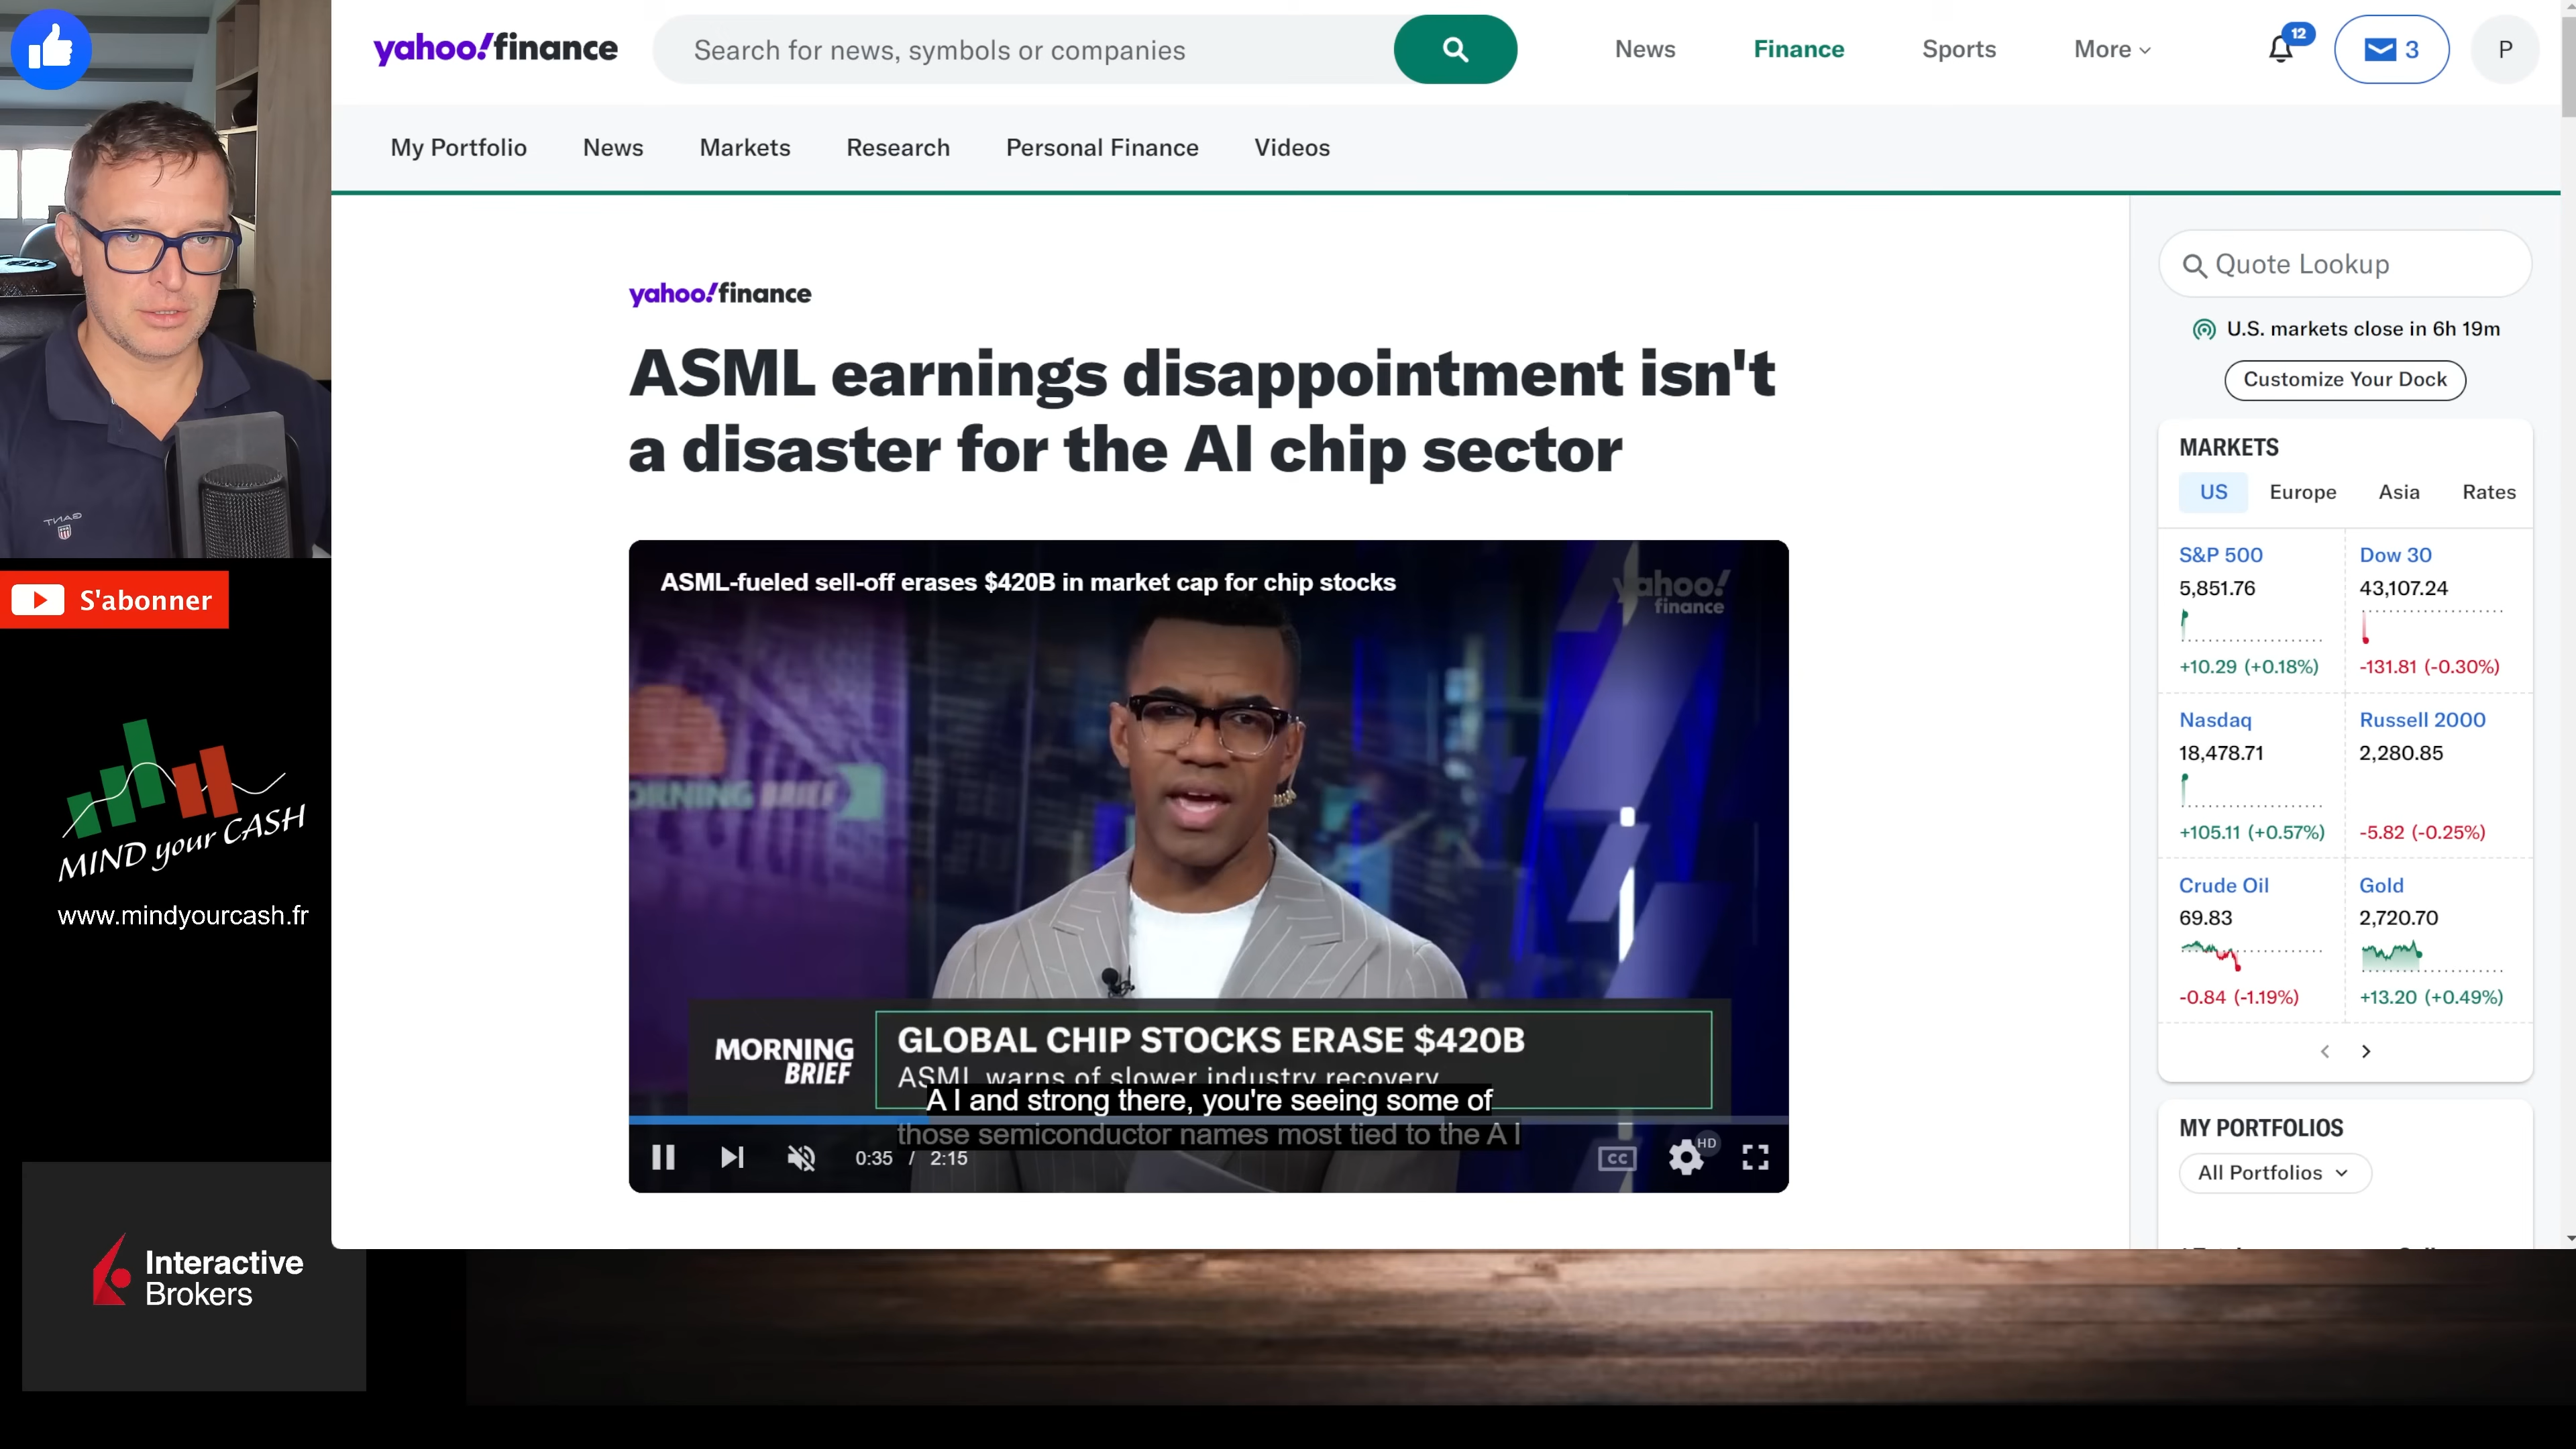 yahoo!finance
Search for news, symbols or companies
News
Finance
Sports
More
12
3
P
My Portfolio
News
Markets
Research
Personal Finance
Videos
yahoo!finance
ASML earnings disappointment isn't
a disaster for the AI chip sector
ASML-fueled sell-off erases $420B in market cap for chip stocks
yahoo!
finance
ORNING BRIEF
MORNING
BRIEF
GLOBAL CHIP STOCKS ERASE $420B
ASML warns of slower industry recovery
A I and strong there, you're seeing some of
those semiconductor names most tied to the A I
0:35 / 2:15
CC
HD
Quote Lookup
U.S. markets close in 6h 19m
Customize Your Dock
MARKETS
US
Europe
Asia
Rates
S&P 500
5,851.76
+10.29 (+0.18%)
Dow 30
43,107.24
-131.81 (-0.30%)
Nasdaq
18,478.71
+105.11 (+0.57%)
Russell 2000
2,280.85
-5.82 (-0.25%)
Crude Oil
69.83
-0.84 (-1.19%)
Gold
2,720.70
+13.20 (+0.49%)
MY PORTFOLIOS
All Portfolios
GANT
S'abonner
MIND your CASH
www.mindyourcash.fr
Interactive
Brokers